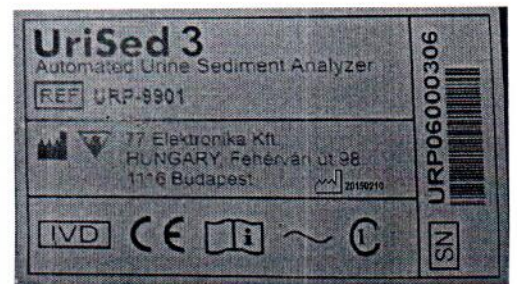 UriSed 3
Automated Urine Sediment Analyzer
REF URP-9901
77 Elektronika Kft.
HUNGARY, Fehérvári út 98.
1116 Budapest
20150210
IVD CE i
SN URP06000306